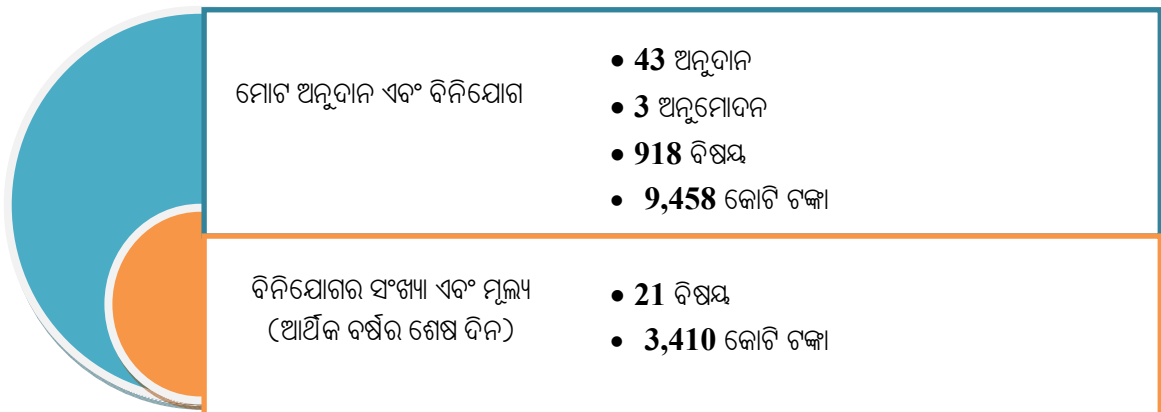 ମୋଟ ଅନୁଦାନ ଏବଂ ବିନିଯୋଗ
• 43 ଅନୁଦାନ
• 3 ଅନୁମୋଦନ
• 918 ବିଷୟ
• 9,458 କୋଟି ଟଙ୍କା
ବିନିଯୋଗର ସଂଖ୍ୟା ଏବଂ ମୂଲ୍ୟ
(ଆର୍ଥିକ ବର୍ଷର ଶେଷ ଦିନ)
• 21 ବିଷୟ
• 3,410 କୋଟି ଟଙ୍କା